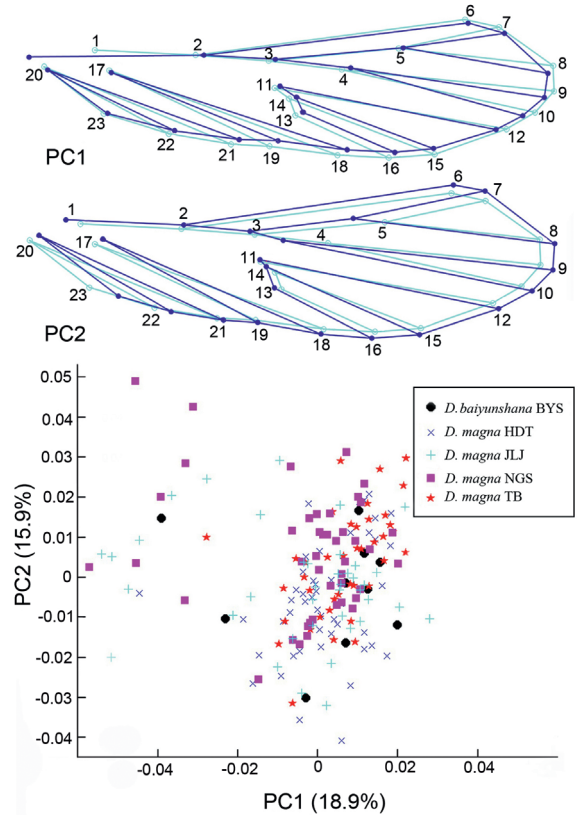 1 2 3 4 5 6 7 8 9 10 11 12 13 14 15 16 17 18 19 20 21 22 23
PC1
1 2 3 4 5 6 7 8 9 10 11 12 13 14 15 16 17 18 19 20 21 22 23
PC2
D.baiyunshana BYS
D. magna HDT
D. magna JLJ
D. magna NGS
D. magna TB
PC2 (15.9%)
0.05
0.04
0.03
0.02
0.01
0
-0.01
-0.02
-0.03
-0.04
-0.04 -0.02 0 0.02 0.04
PC1 (18.9%)